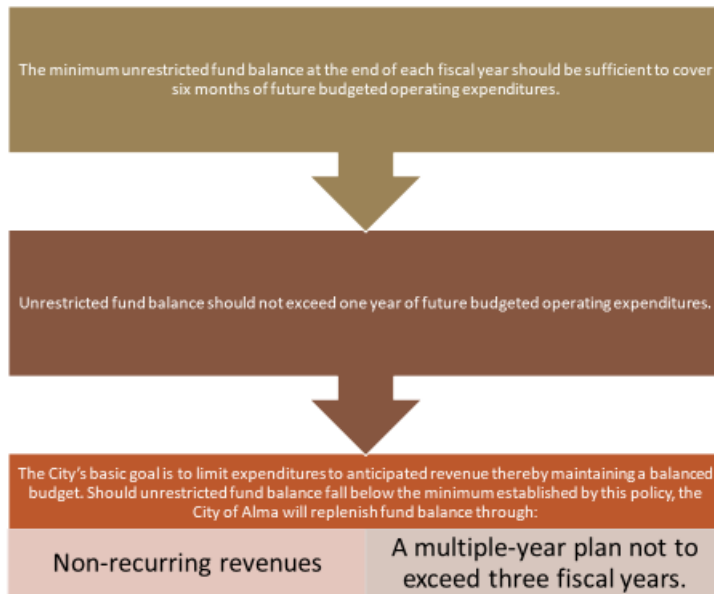 The minimum unrestricted fund balance at the end of each fiscal year should be sufficient to cover
six months of future budgeted operating expenditures.
Unrestricted fund balance should not exceed one year of future budgeted operating expenditures.
The City's basic goal is to limit expenditures to anticipated revenue thereby maintaining a balanced
budget. Should unrestricted fund balance fall below the minimum established by this policy, the
City of Alma will replenish fund balance through:
Non-recurring revenues
A multiple-year plan not to
exceed three fiscal years.